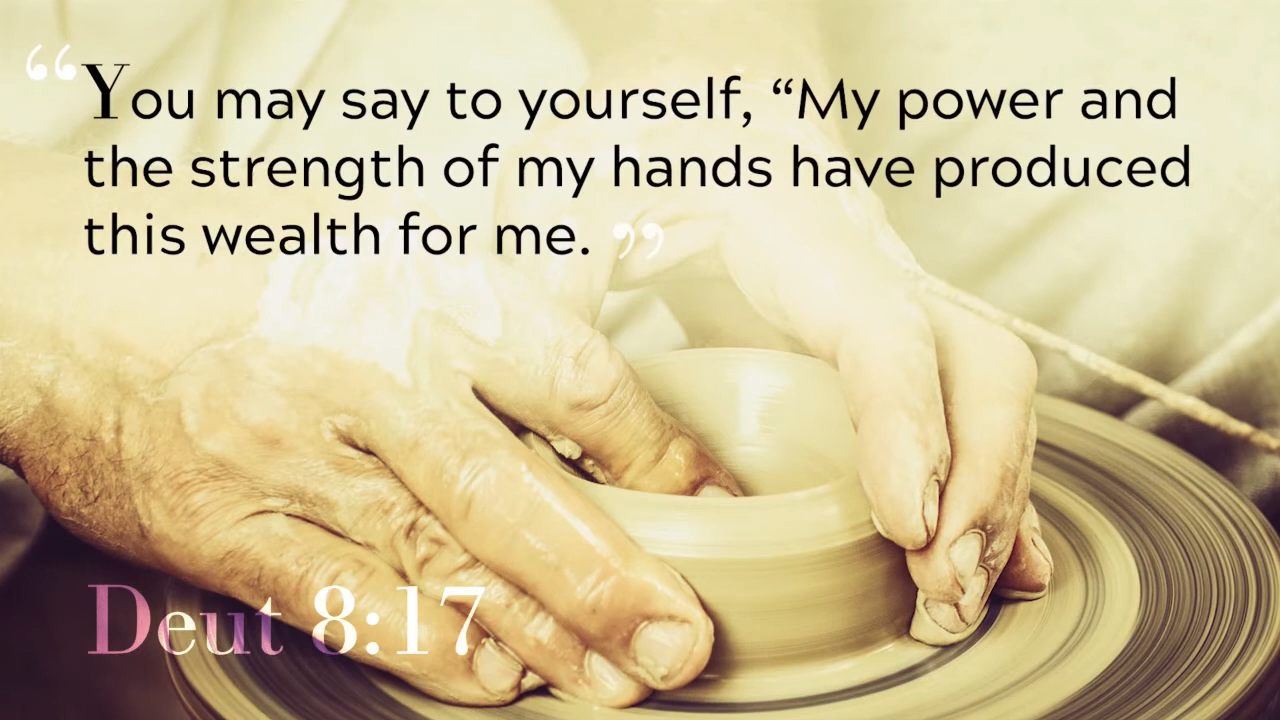 “You may say to yourself, “My power and
the strength of my hands have produced
this wealth for me. ”
Deut 8:17